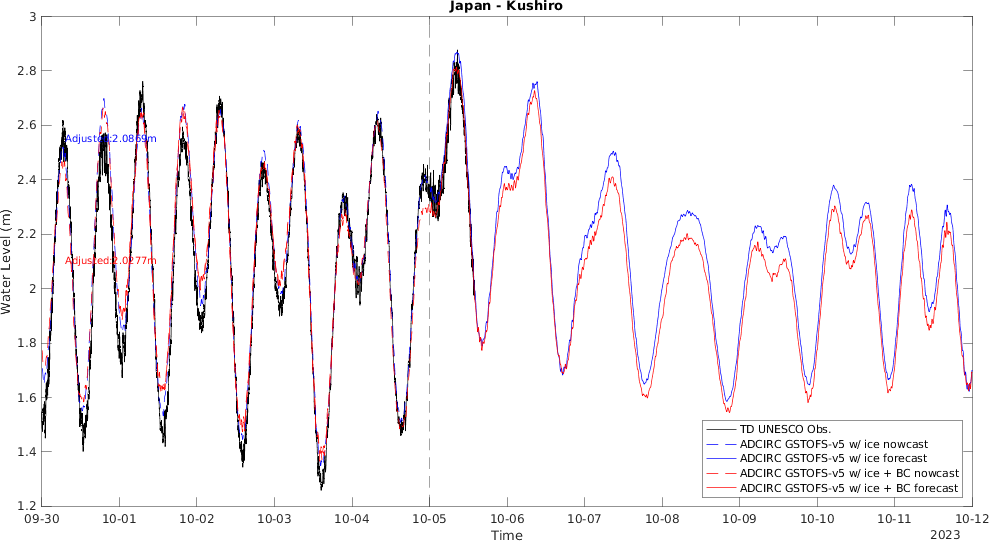 Japan - Kushiro
Water Level (m)
3
2.8
2.6
2.4
2.2
2
1.8
1.6
1.4
1.2
Adjusted:2.0869m
Adjusted:2.0277m
TD UNESCO Obs.
ADCIRC GSTOFS-v5 w/ ice nowcast
ADCIRC GSTOFS-v5 w/ ice forecast
ADCIRC GSTOFS-v5 w/ ice + BC nowcast
ADCIRC GSTOFS-v5 w/ ice + BC forecast
09-30 10-01 10-02 10-03 10-04 10-05 10-06 10-07 10-08 10-09 10-10 10-11 10-12
Time
2023